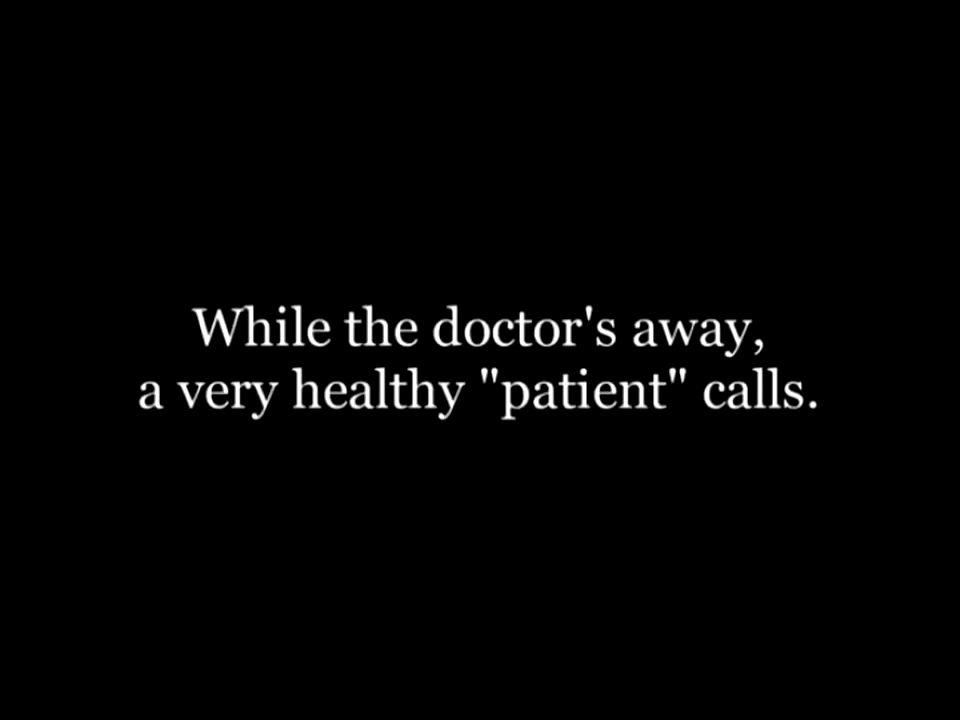 While the doctor's away,
a very healthy "patient" calls.